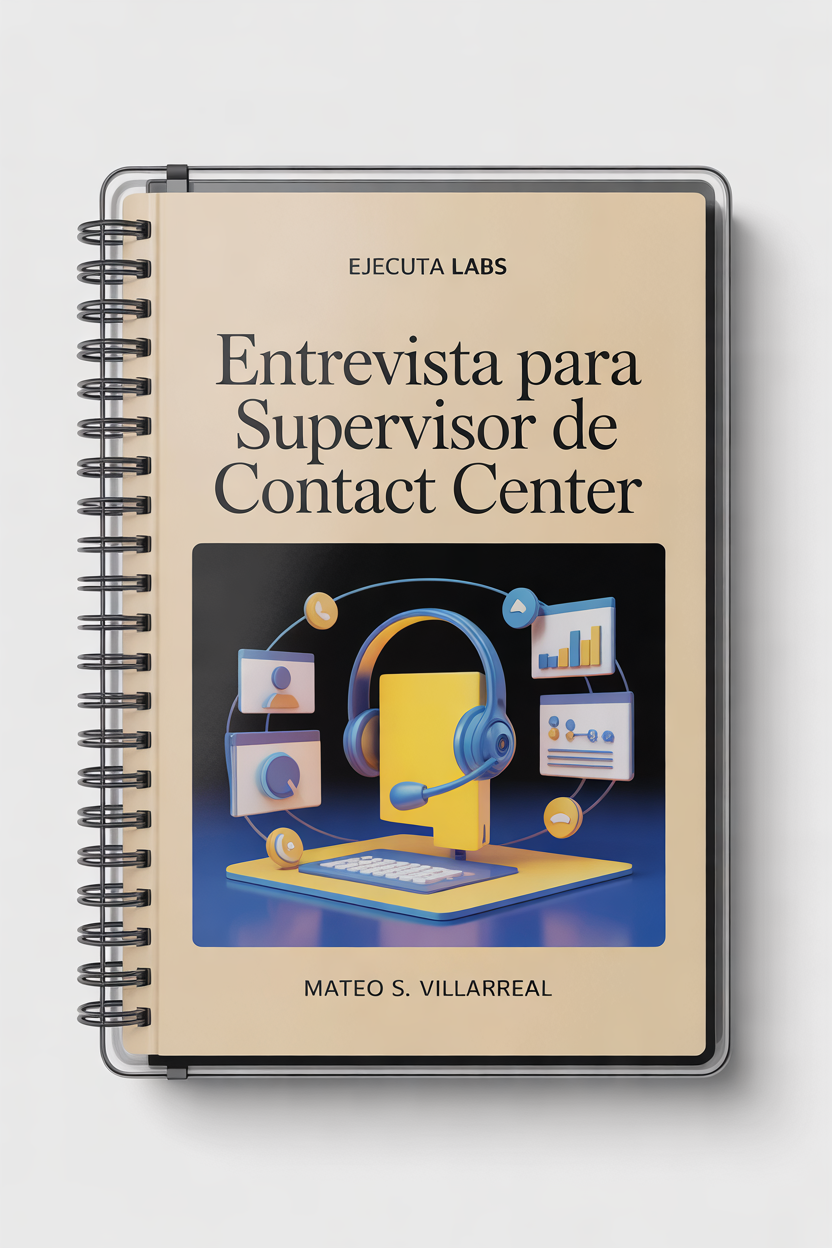 EJECUTA LABS
Entrevista para
Supervisor de
Contact Center
MATEO S. VILLARREAL